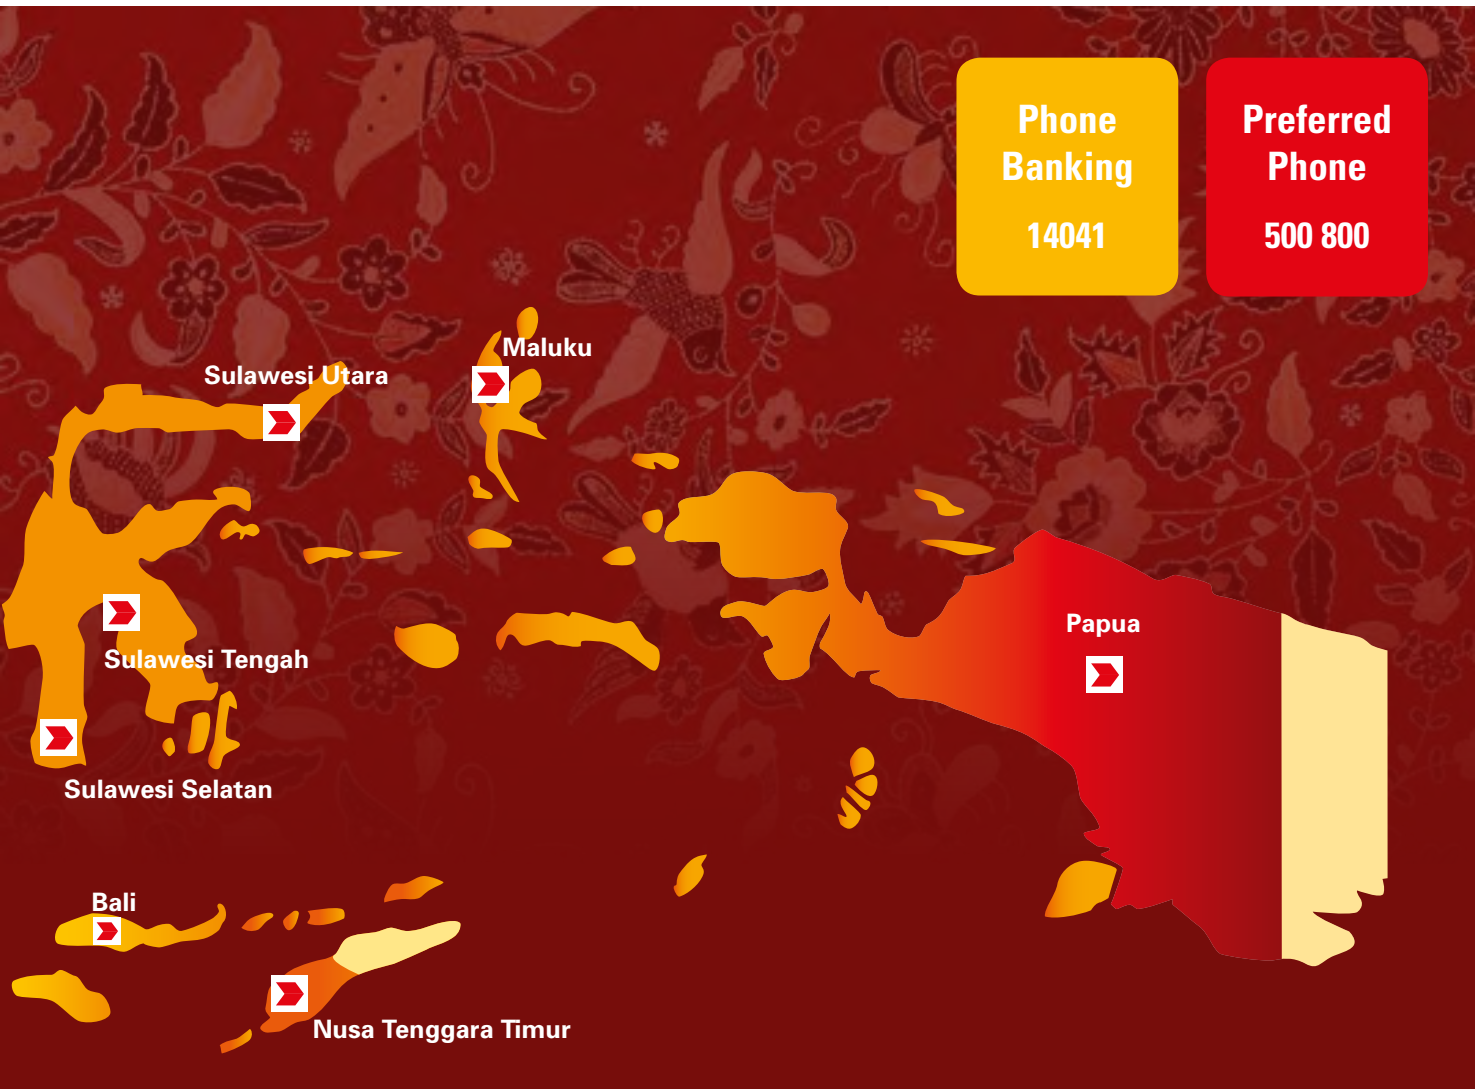 Phone
Banking
14041
Preferred
Phone
500 800
Maluku
Sulawesi Utara
Papua
Sulawesi Tengah
Sulawesi Selatan
Bali
Nusa Tenggara Timur